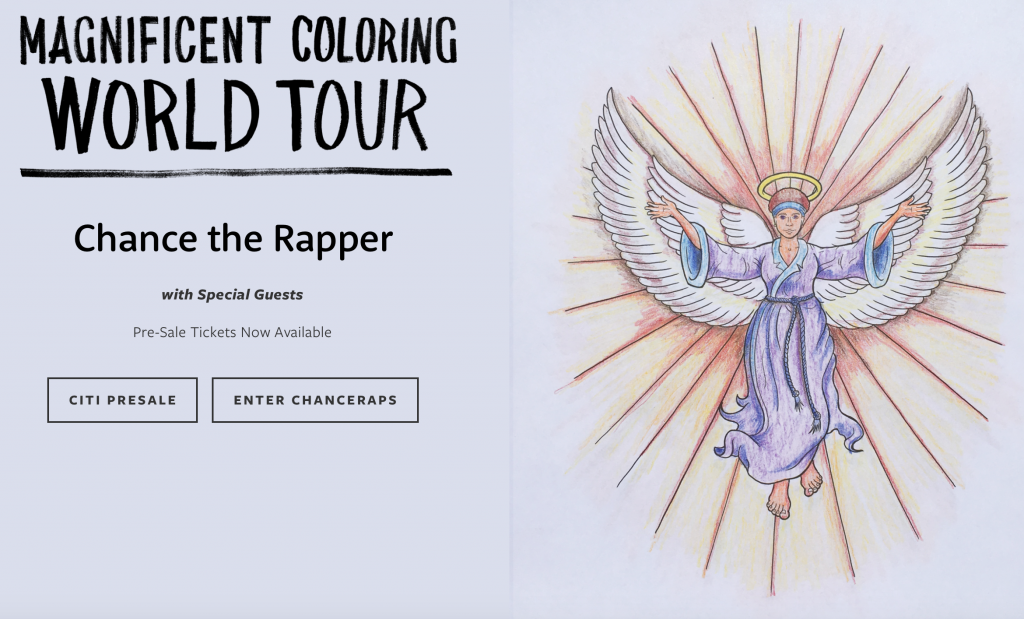 MAGNIFICENT COLORING
WORLD TOUR
Chance the Rapper
with Special Guests
Pre-Sale Tickets Now Available
CITI PRESALE
ENTER CHANCERAPS